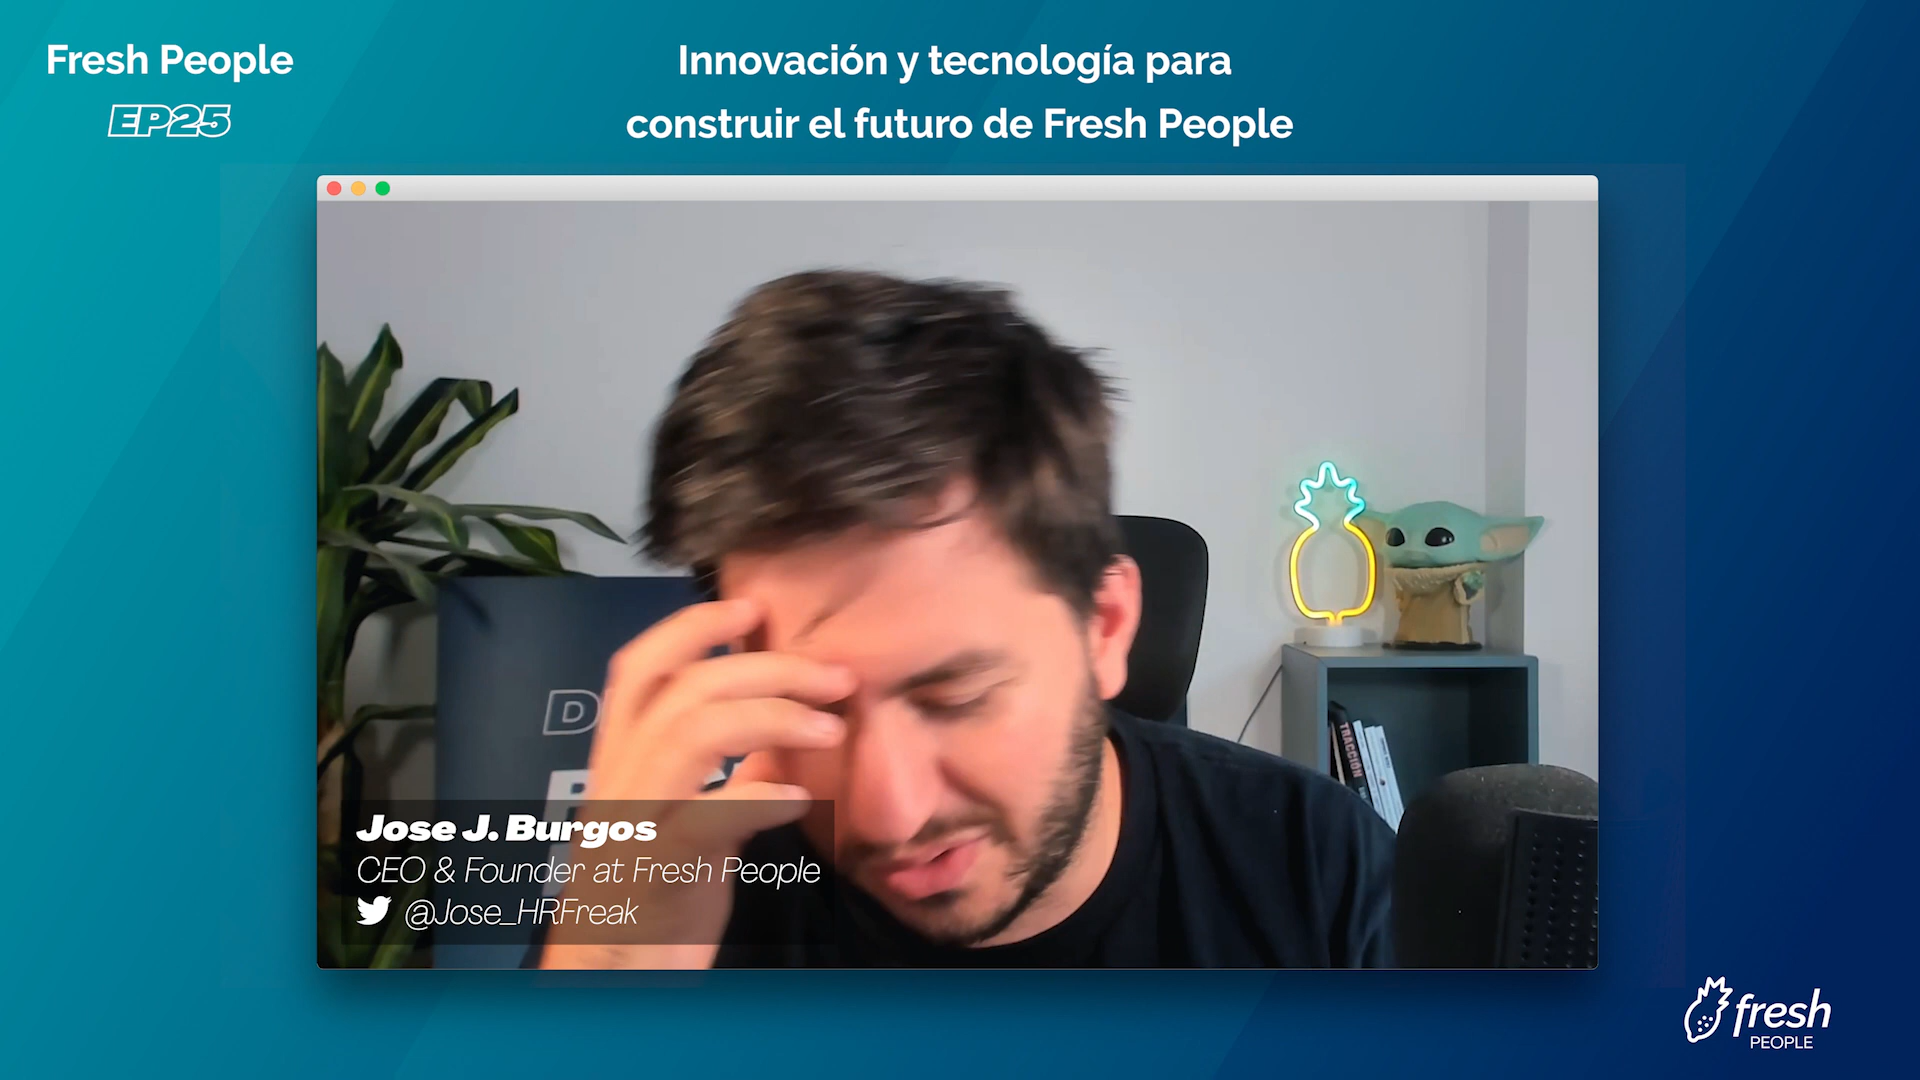 Fresh People
EP25
Innovación y tecnología para
construir el futuro de Fresh People
D
TRACCIÓN
Jose J. Burgos
CEO & Founder at Fresh People
@Jose_HRFreak
fresh
PEOPLE